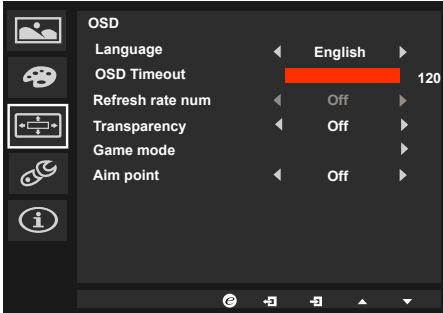 OSD
Language English
OSD Timeout 120
Refresh rate num Off
Transparency Off
Game mode
Aim point Off